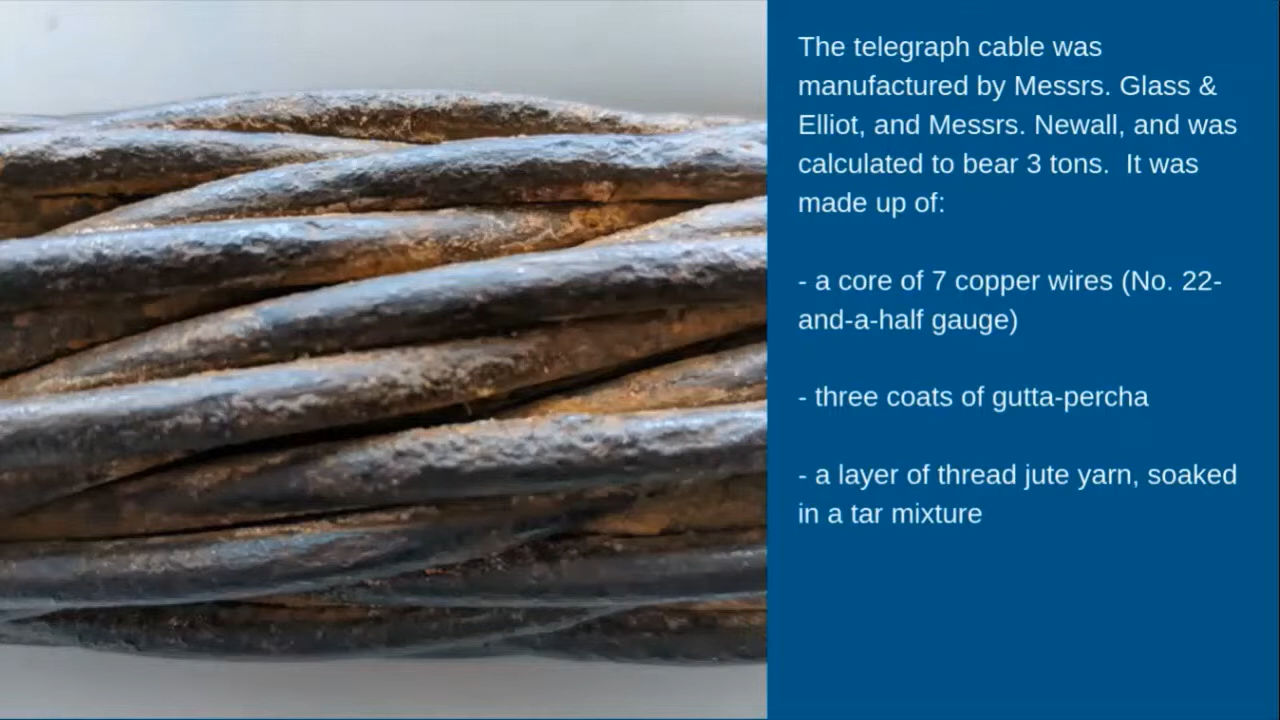 The telegraph cable was
manufactured by Messrs. Glass &
Elliot, and Messrs. Newall, and was
calculated to bear 3 tons.  It was
made up of:
- a core of 7 copper wires (No. 22-
and-a-half gauge)
- three coats of gutta-percha
- a layer of thread jute yarn, soaked
in a tar mixture